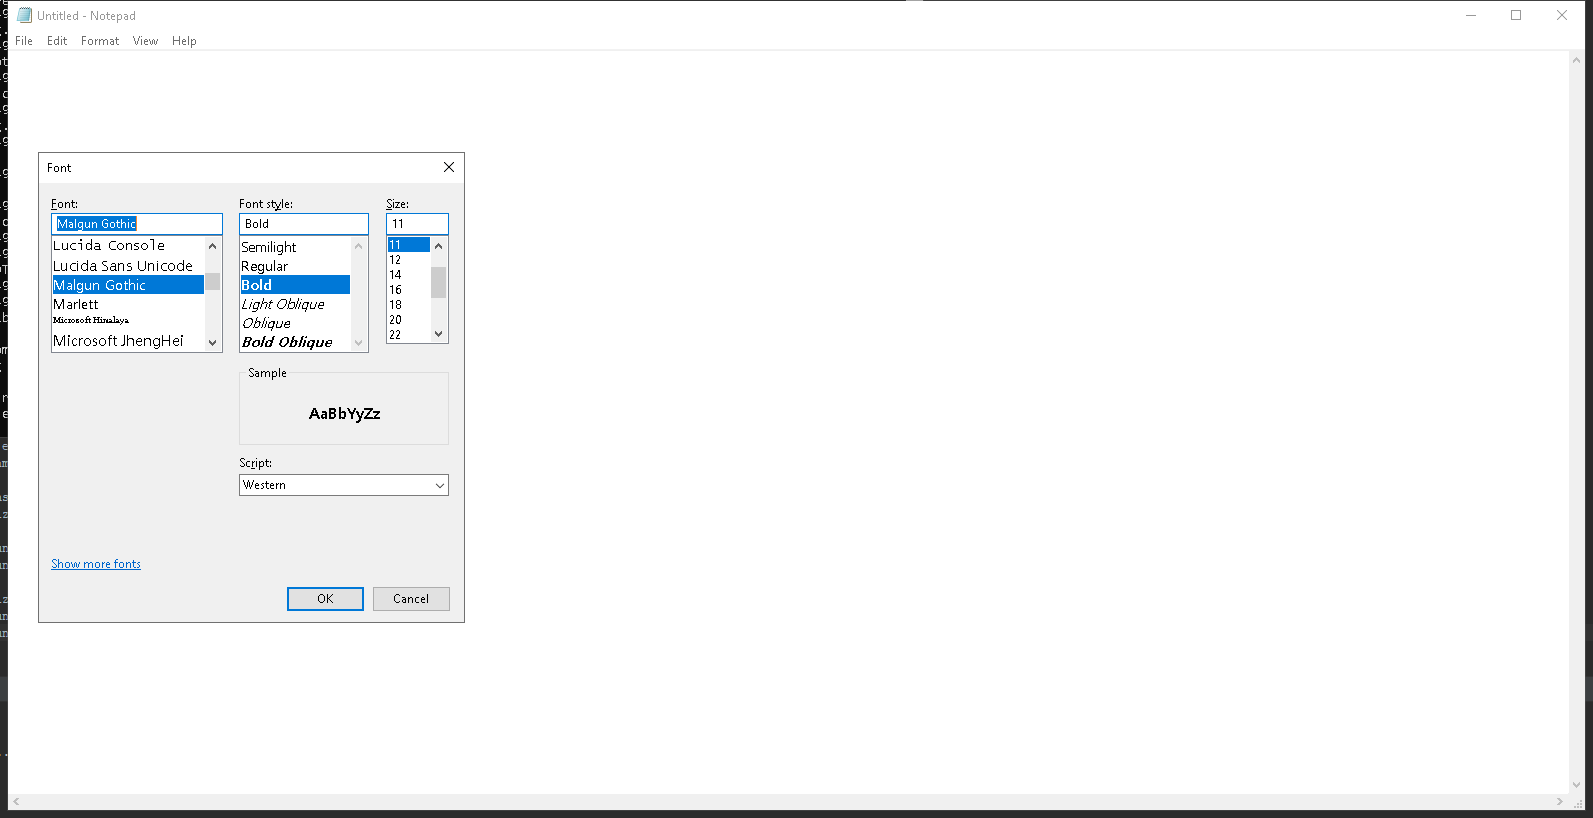 Untitled - Notepad
File Edit Format View Help
Font
Font: Font style: Size:
Malgun Gothic Bold 11
Lucida Console Semilight 11
Lucida Sans Unicode Regular 12
Malgun Gothic Bold 14
Marlett Light Oblique 16
Microsoft Himalaya Oblique 18
Microsoft JhengHei Bold Oblique 20
22
Sample
AaBbYyZz
Script:
Western
Show more fonts
OK Cancel